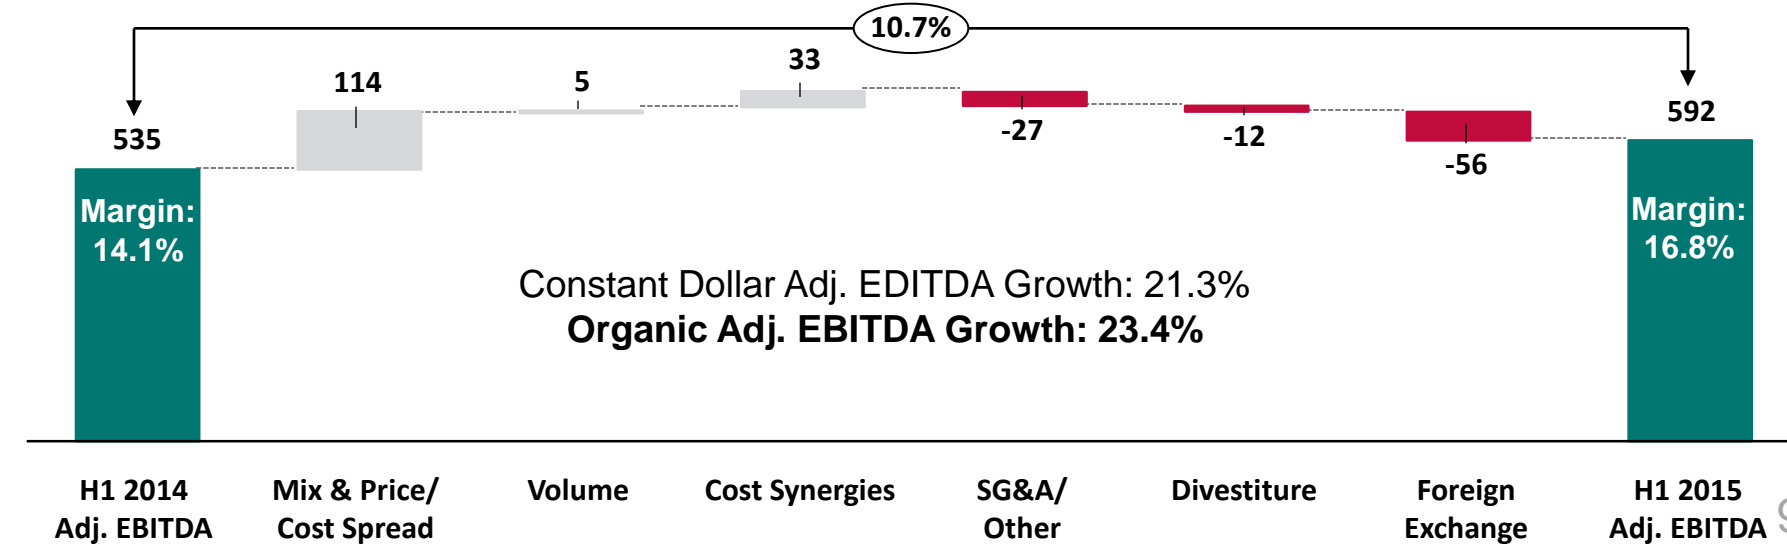 10.7%
535
114
5
33
-27
-12
-56
592
Margin:
14.1%
Margin:
16.8%
Constant Dollar Adj. EDITDA Growth: 21.3%
Organic Adj. EBITDA Growth: 23.4%
H1 2014
Adj. EBITDA
Mix & Price/
Cost Spread
Volume
Cost Synergies
SG&A/
Other
Divestiture
Foreign
Exchange
H1 2015
Adj. EBITDA